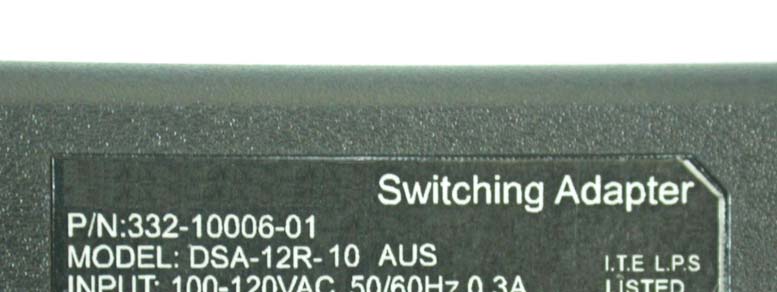 Switching Adapter
P/N:332-10006-01
MODEL: DSA-12R-10 AUS
I.T.E L.P.S
INPUT: 100-120VAC 50/60Hz 0.3A
LISTED